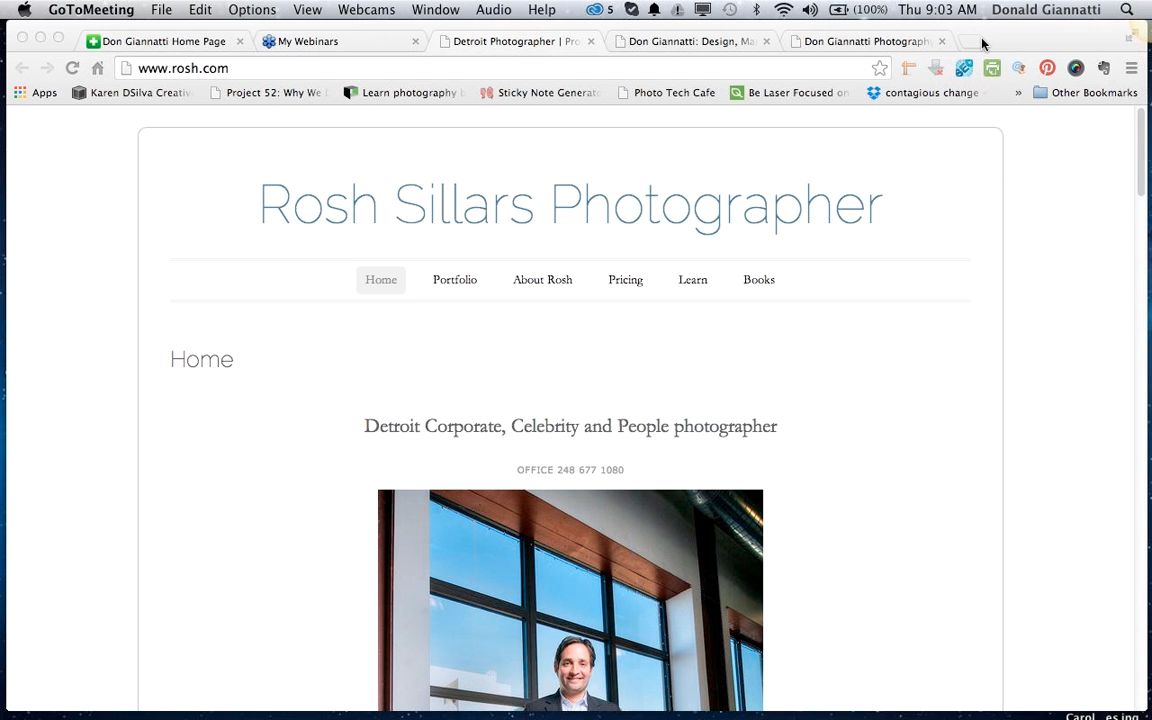 GoToMeeting File Edit Options View Webcams Window Audio Help 5 (100%) Thu 9:03 AM Donald Giannatti
Don Giannatti Home Page My Webinars Detroit Photographer | Pro Don Giannatti: Design, Ma Don Giannatti Photography
www.rosh.com
Apps Karen DSilva Creativ Project 52: Why We Learn photography Sticky Note Generato Photo Tech Cafe Be Laser Focused on contagious change » Other Bookmarks
Rosh Sillars Photographer
Home Portfolio About Rosh Pricing Learn Books
Home
Detroit Corporate, Celebrity and People photographer
OFFICE 248 677 1080